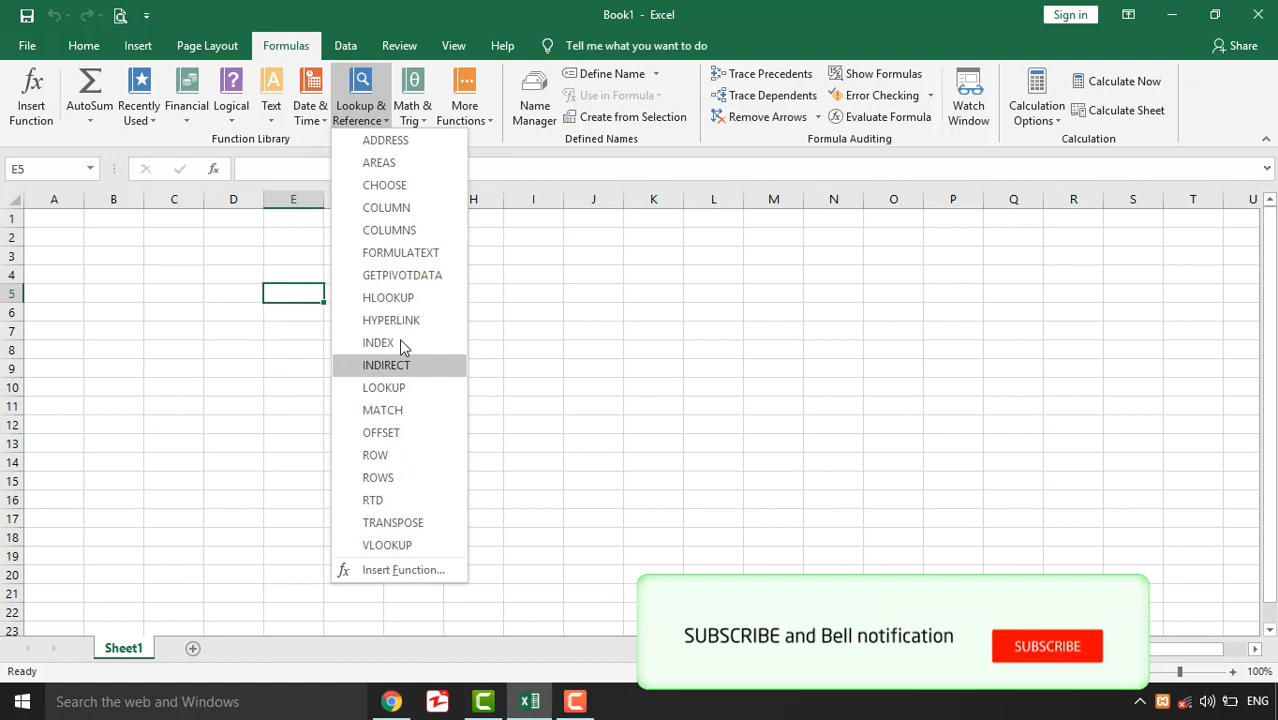 Book1 - Excel
Sign in
File Home Insert Page Layout Formulas Data Review View Help Tell me what you want to do Share
Insert Function
AutoSum
Recently Used
Financial
Logical
Text
Date & Time
Lookup & Reference
Math & Trig
More Functions
Function Library
Name Manager
Define Name
Use in Formula
Create from Selection
Defined Names
Trace Precedents
Trace Dependents
Remove Arrows
Show Formulas
Error Checking
Evaluate Formula
Formula Auditing
Watch Window
Calculation Options
Calculate Now
Calculate Sheet
Calculation
E5
fx
A B C D E H I J K L M N O P Q R S T U
1
2
3
4
5
6
7
8
9
10
11
12
13
14
15
16
17
18
19
20
21
22
23
ADDRESS
AREAS
CHOOSE
COLUMN
COLUMNS
FORMULATEXT
GETPIVOTDATA
HLOOKUP
HYPERLINK
INDEX
INDIRECT
LOOKUP
MATCH
OFFSET
ROW
ROWS
RTD
TRANSPOSE
VLOOKUP
fx Insert Function...
SUBSCRIBE and Bell notification
SUBSCRIBE
Sheet1
Ready
100%
Search the web and Windows
ENG